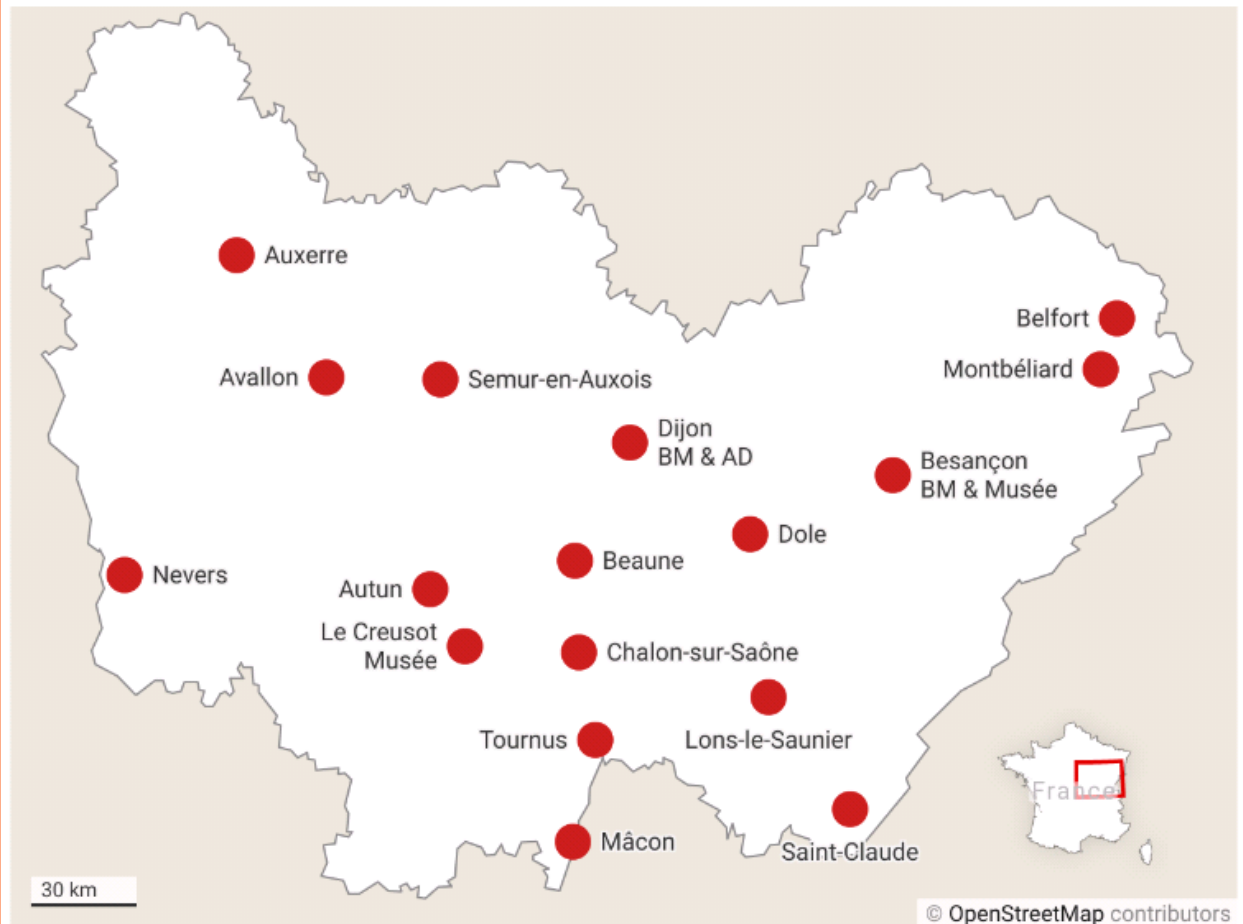 Auxerre
Belfort
Montbéliard
Avallon
Semur-en-Auxois
Dijon
BM & AD
Besançon
BM & Musée
Dole
Beaune
Nevers
Autun
Le Creusot
Musée
Chalon-sur-Saône
Tournus
Lons-le-Saunier
France
Mâcon
Saint-Claude
30 km
© OpenStreetMap contributors